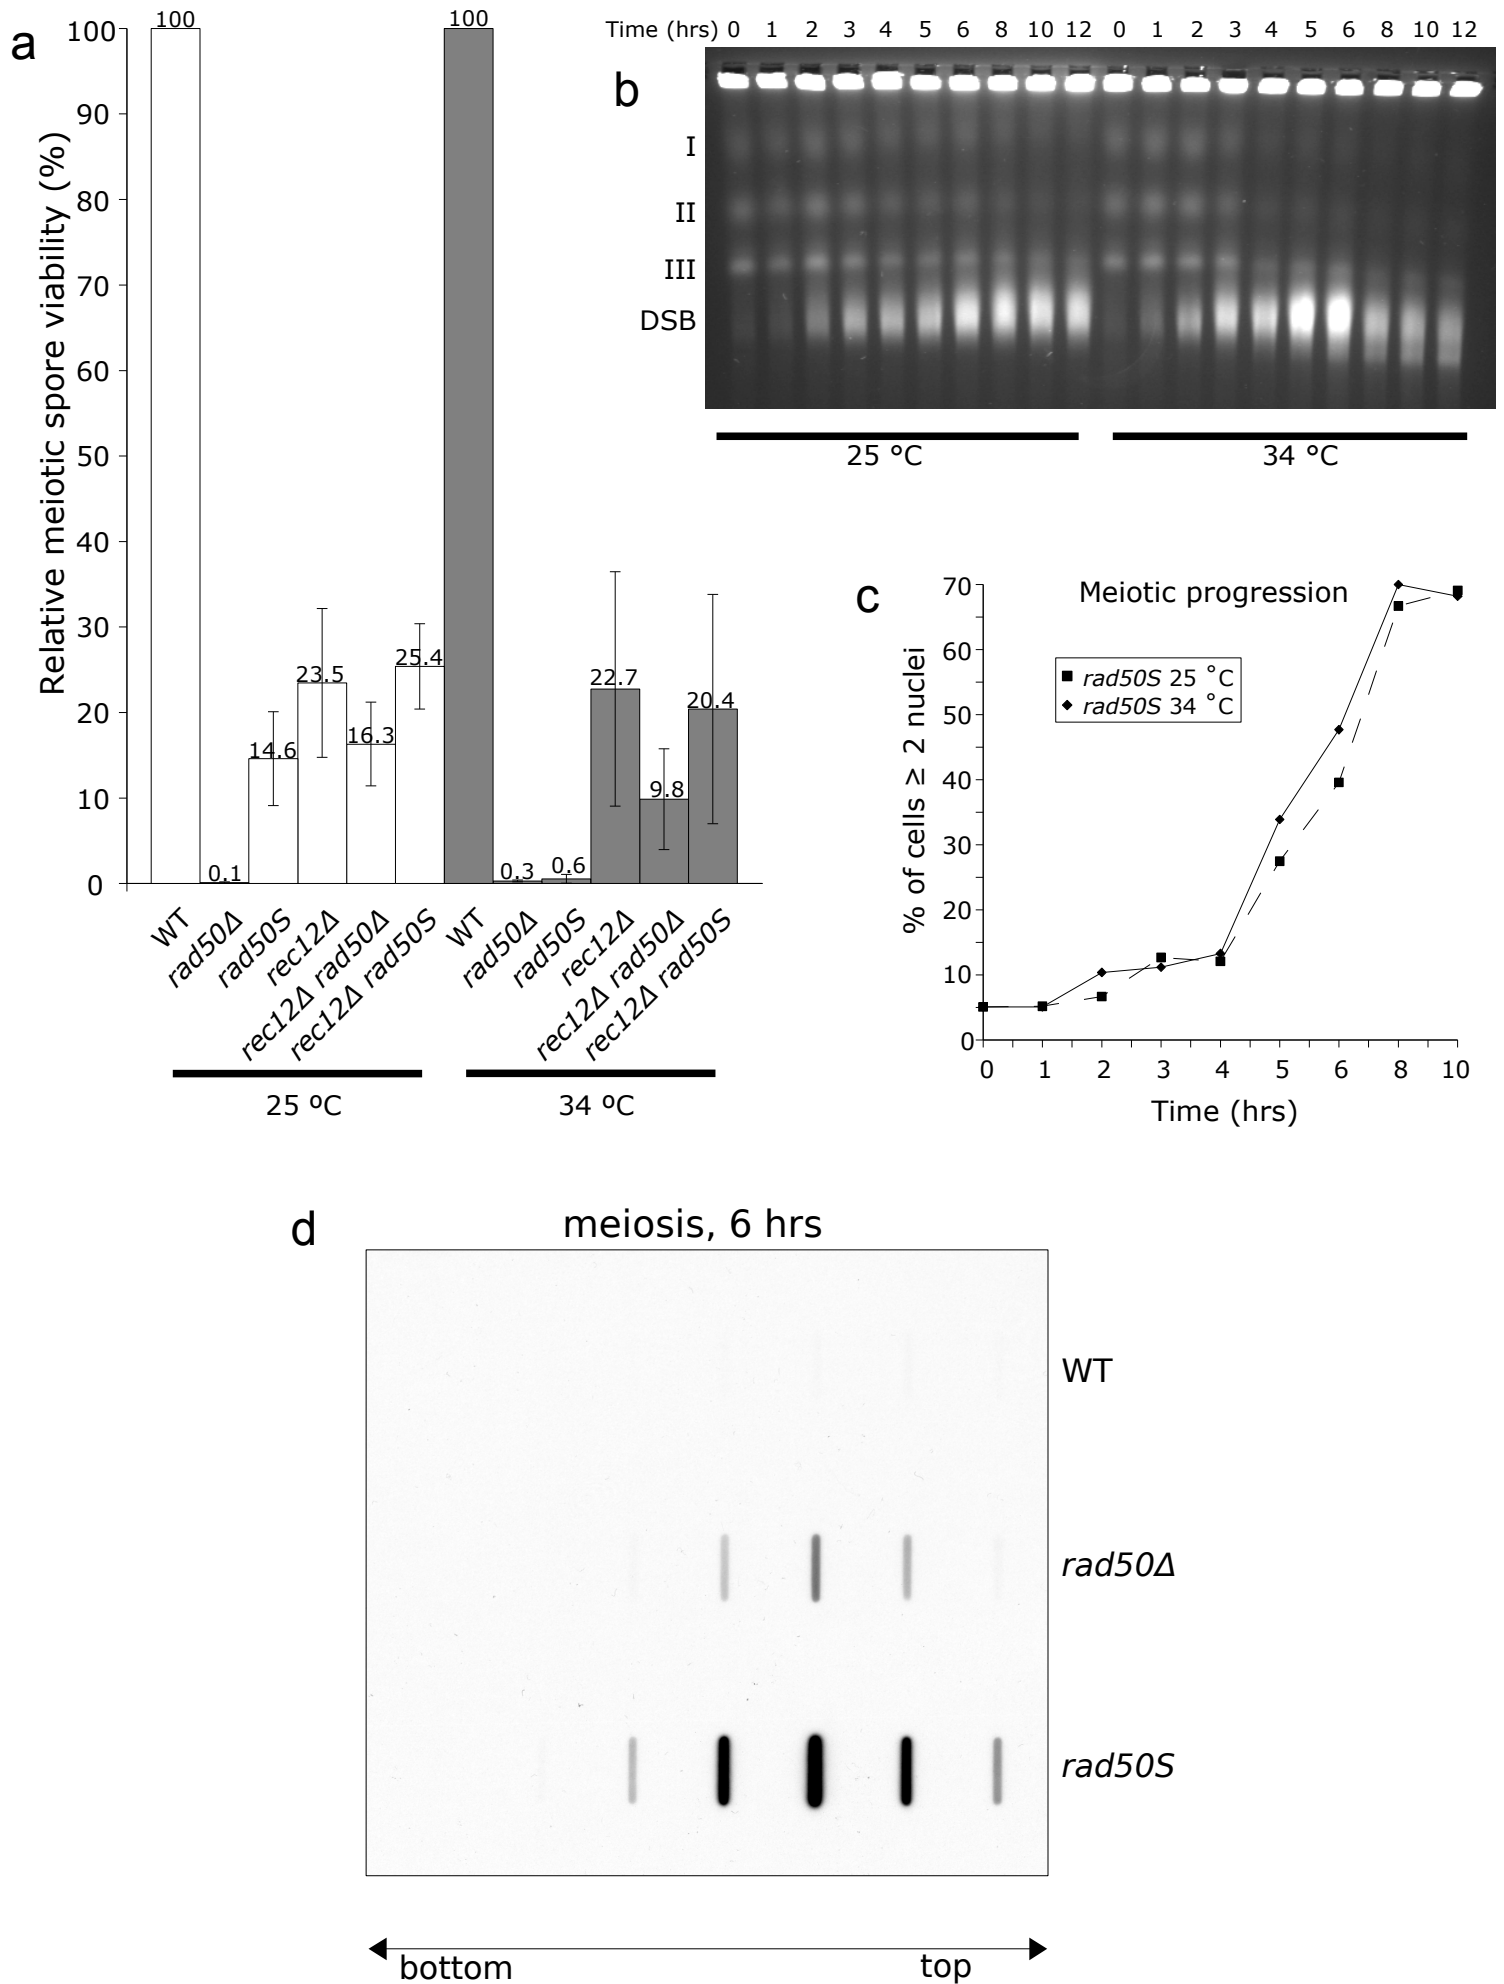 a
Relative meiotic spore viability (%)
100
90
80
70
60
50
40
30
20
10
0
100
0.1
14.6
23.5
16.3
25.4
100
0.3
0.6
22.7
9.8
20.4
WT
rad50Δ
rad50S
rec12Δ
rec12Δ rad50Δ
rec12Δ rad50S
WT
rad50Δ
rad50S
rec12Δ
rec12Δ rad50Δ
rec12Δ rad50S
25 ºC
34 ºC
b
Time (hrs) 0 1 2 3 4 5 6 8 10 12 0 1 2 3 4 5 6 8 10 12
I
II
III
DSB
25 °C
34 °C
c
Meiotic progression
% of cells ≥ 2 nuclei
70
60
50
40
30
20
10
0
rad50S 25 °C
rad50S 34 °C
0 1 2 3 4 5 6 8 10
Time (hrs)
d
meiosis, 6 hrs
WT
rad50Δ
rad50S
bottom
top